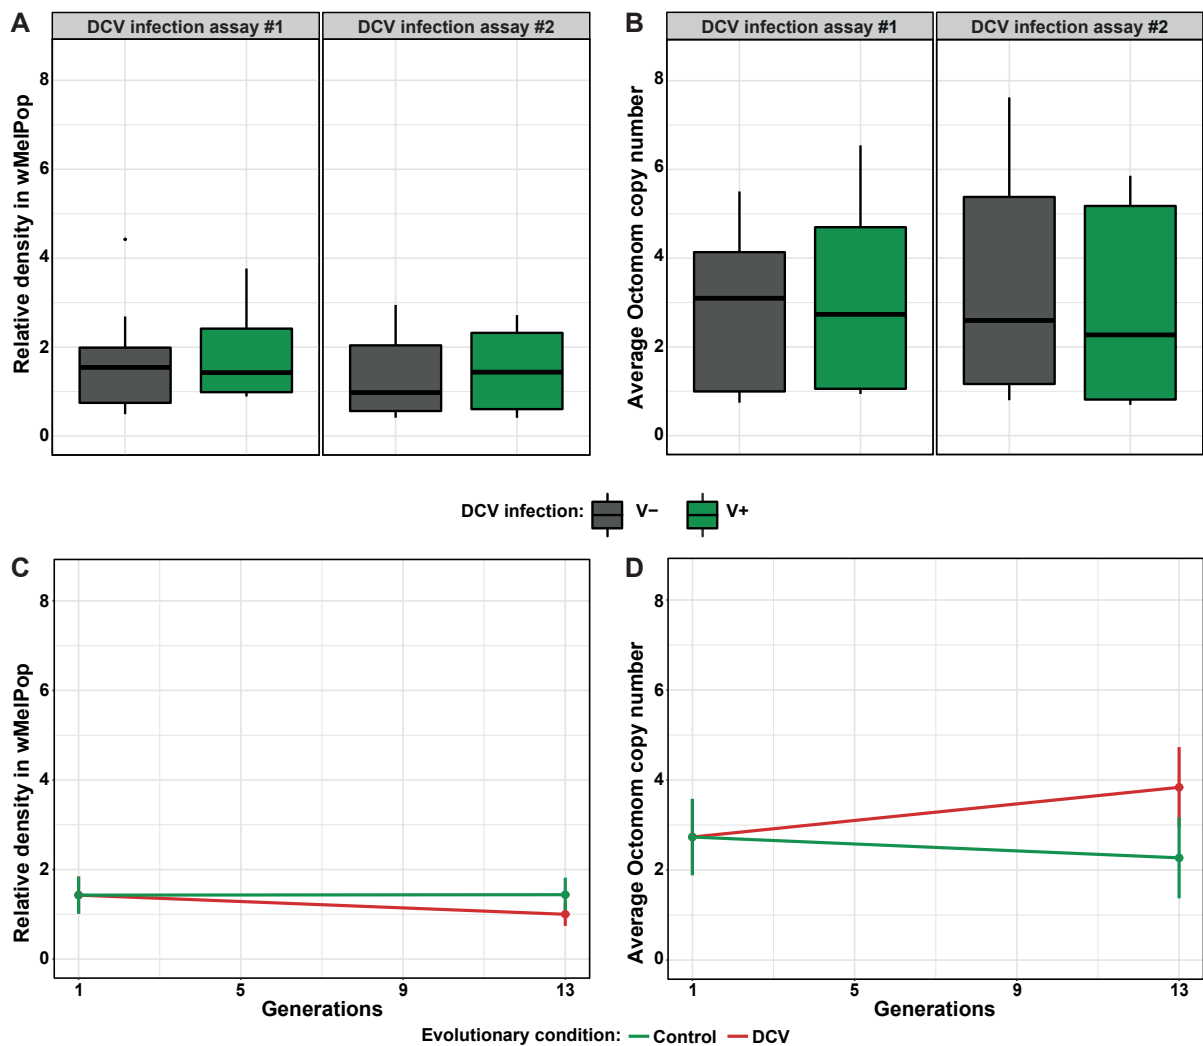 A
DCV infection assay #1
DCV infection assay #2
Relative density in wMelPop
8
6
4
2
0
B
DCV infection assay #1
DCV infection assay #2
Average Octomom copy number
8
6
4
2
0
DCV infection:
V−
V+
C
Relative density in wMelPop
8
6
4
2
0
1
5
9
13
Generations
D
Average Octomom copy number
8
6
4
2
0
1
5
9
13
Generations
Evolutionary condition:
Control
DCV